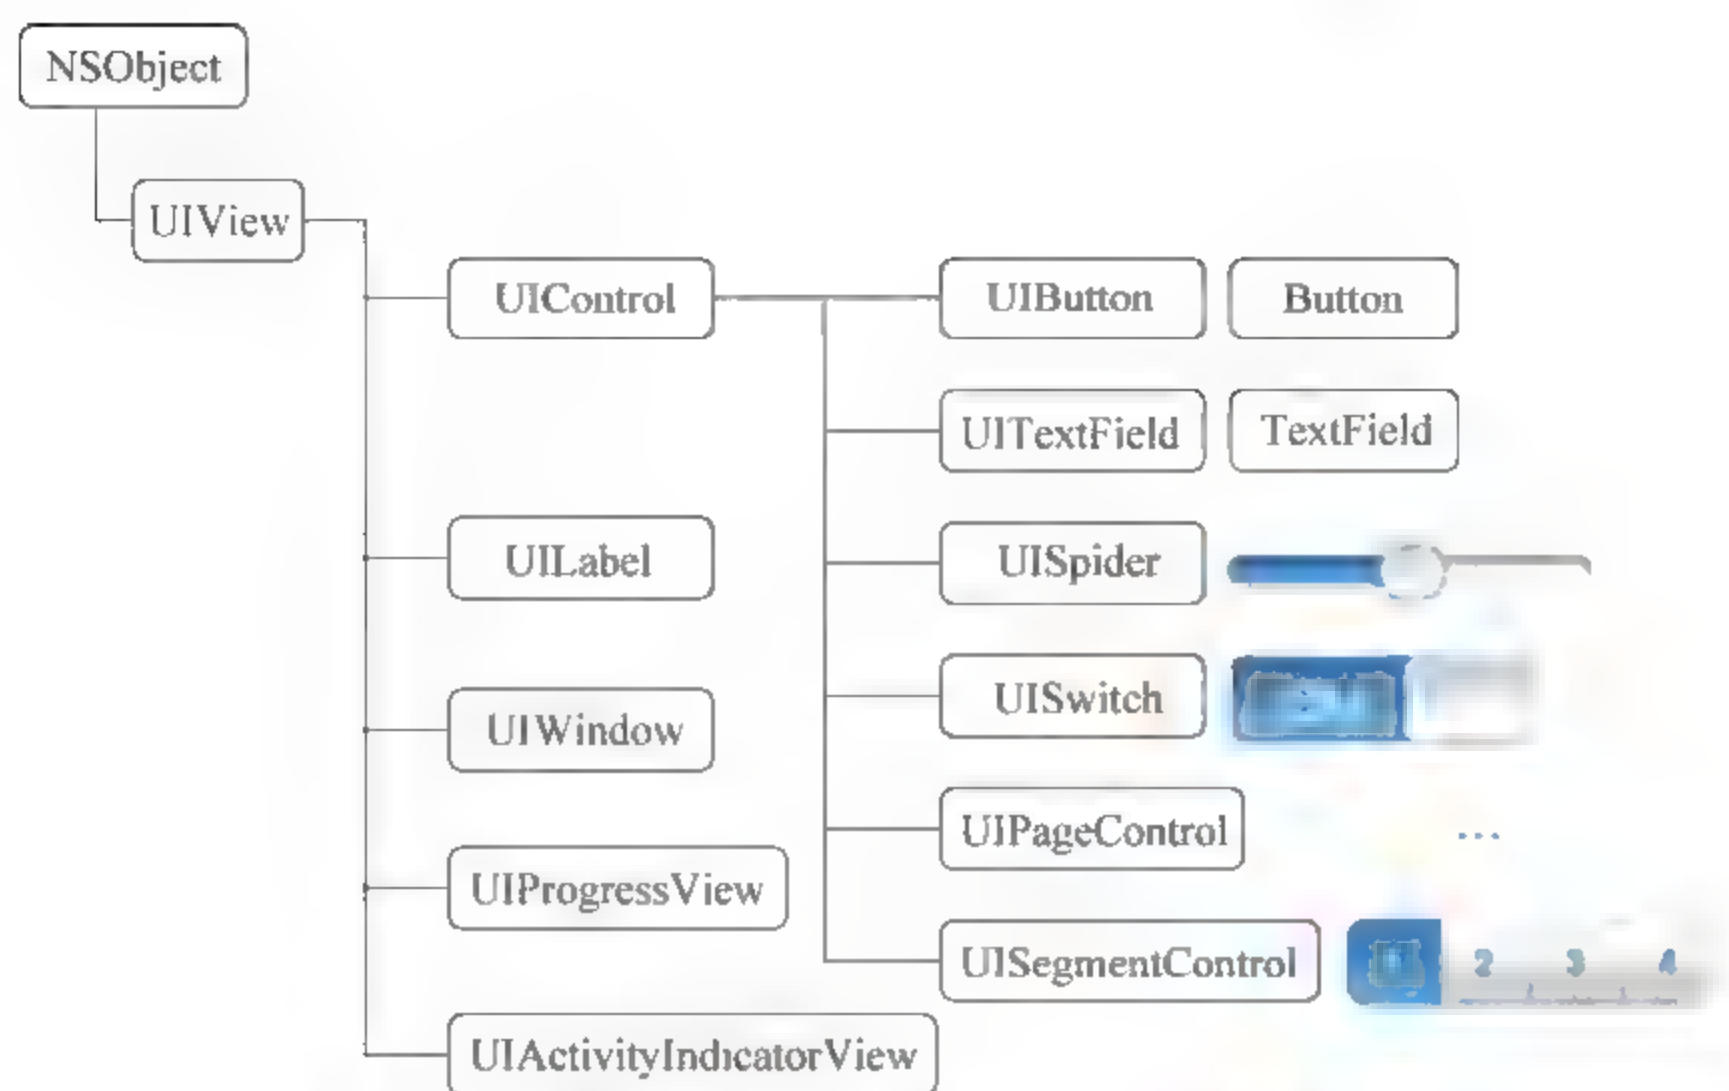 NSObject
UIView
UIControl
UIButton
Button
UITextField
TextField
UILabel
UISpider
UIWindow
UISwitch
UIPageControl
...
UIProgressView
UISegmentControl
2 3 4
UIActivityIndicatorView